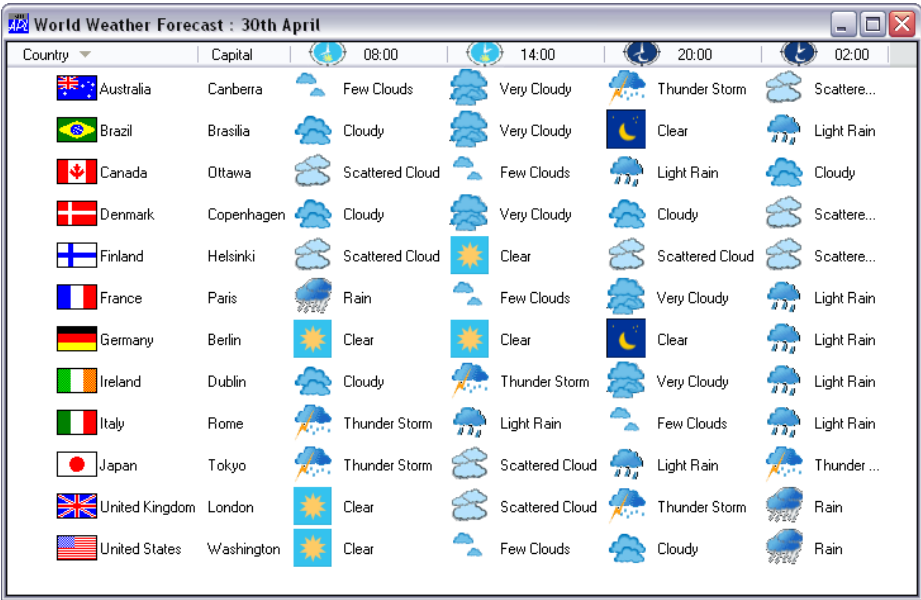 World Weather Forecast : 30th April
Country Capital 08:00 14:00 20:00 02:00
Australia Canberra Few Clouds Very Cloudy Thunder Storm Scattere...
Brazil Brasilia Cloudy Very Cloudy Clear Light Rain
Canada Ottawa Scattered Cloud Few Clouds Light Rain Cloudy
Denmark Copenhagen Cloudy Very Cloudy Cloudy Scattere...
Finland Helsinki Scattered Cloud Clear Scattered Cloud Scattere...
France Paris Rain Few Clouds Very Cloudy Light Rain
Germany Berlin Clear Clear Clear Light Rain
Ireland Dublin Cloudy Thunder Storm Very Cloudy Light Rain
Italy Rome Thunder Storm Light Rain Few Clouds Light Rain
Japan Tokyo Thunder Storm Scattered Cloud Light Rain Thunder ...
United Kingdom London Clear Scattered Cloud Thunder Storm Rain
United States Washington Clear Few Clouds Cloudy Rain